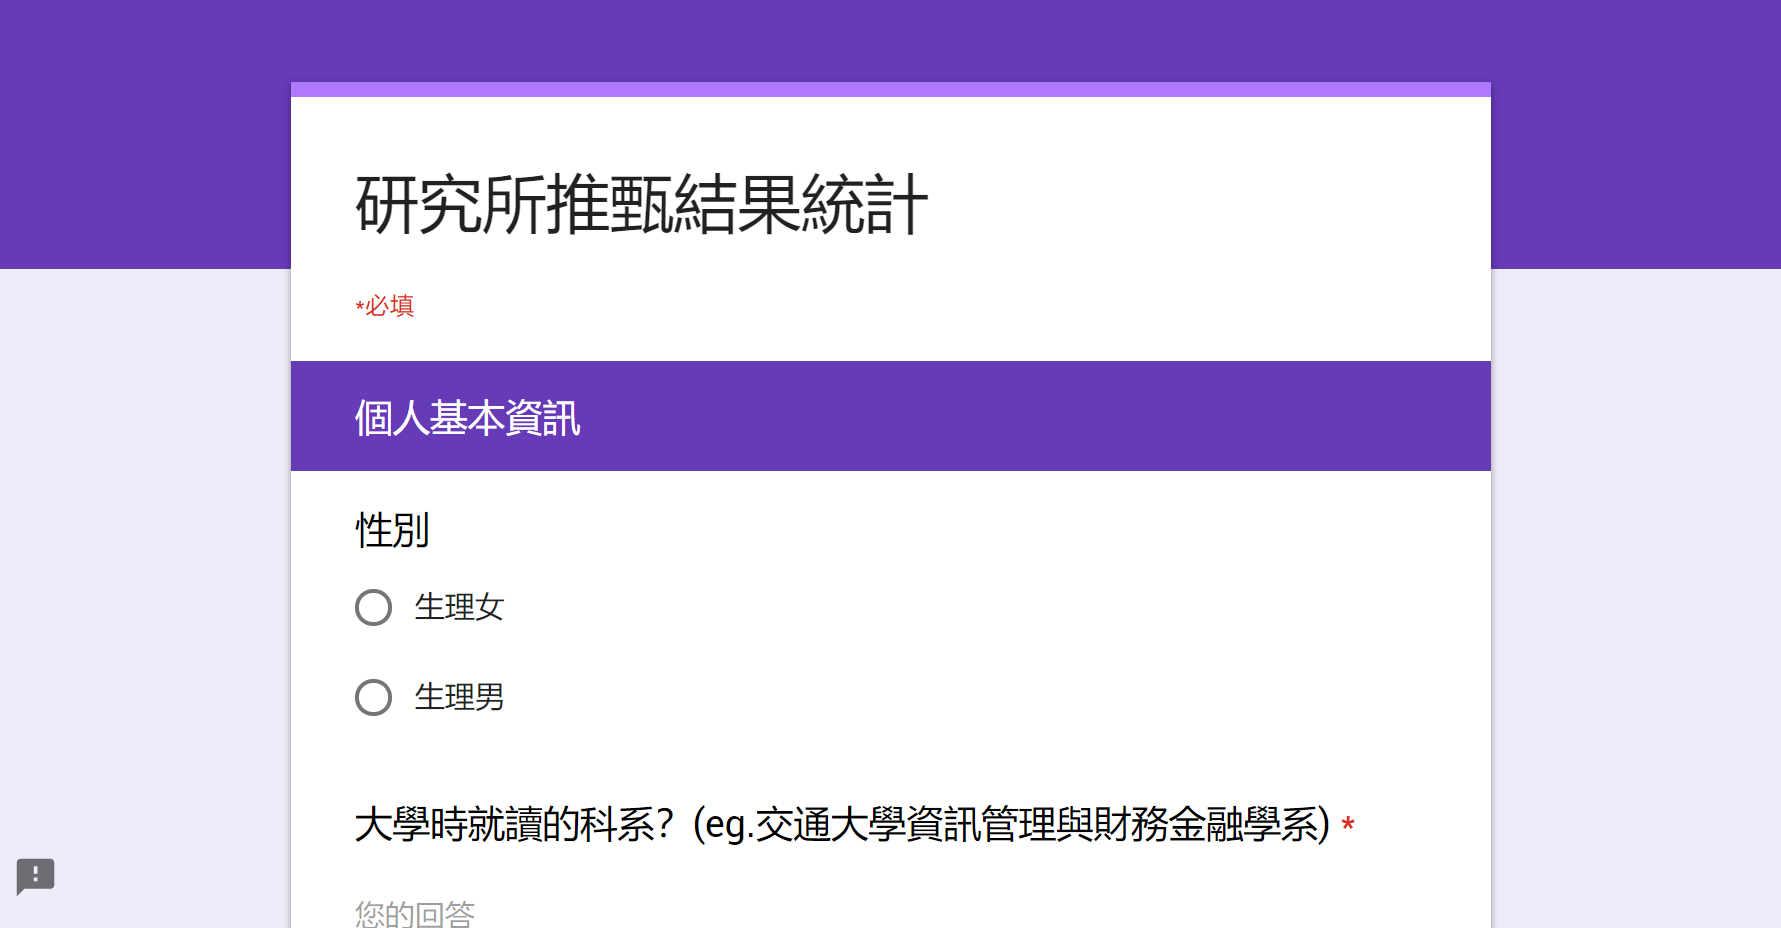 研究所推甄結果統計
*必填
個人基本資訊
性別
生理女
生理男
大學時就讀的科系？(eg.交通大學資訊管理與財務金融學系) *
您的回答